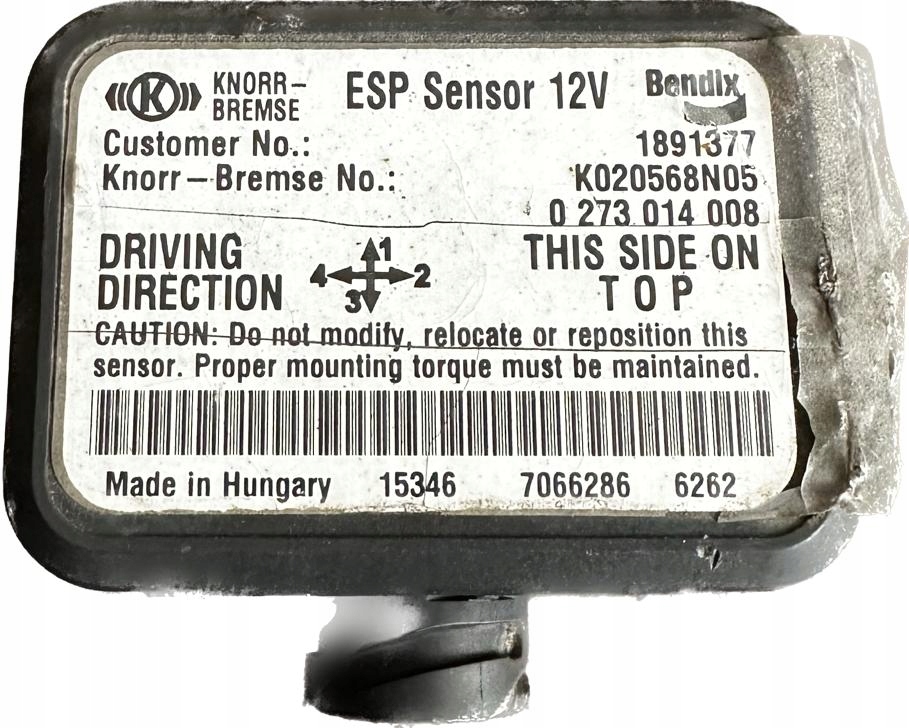 K KNORR-BREMSE ESP Sensor 12V Bendix
Customer No.: 1891377
Knorr-Bremse No.: K020568N05
0 273 014 008
DRIVING DIRECTION
1
4 2
3
THIS SIDE ON
TOP
CAUTION: Do not modify, relocate or reposition this
sensor. Proper mounting torque must be maintained.
Made in Hungary 15346 7066286 6262